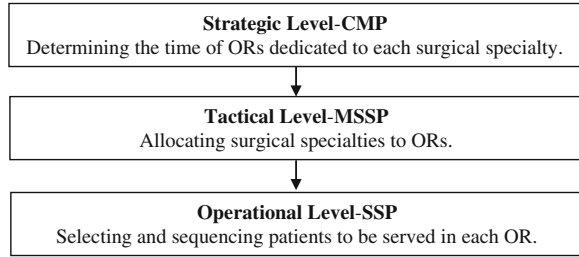 Strategic Level-CMP
Determining the time of ORs dedicated to each surgical specialty.
Tactical Level-MSSP
Allocating surgical specialties to ORs.
Operational Level-SSP
Selecting and sequencing patients to be served in each OR.